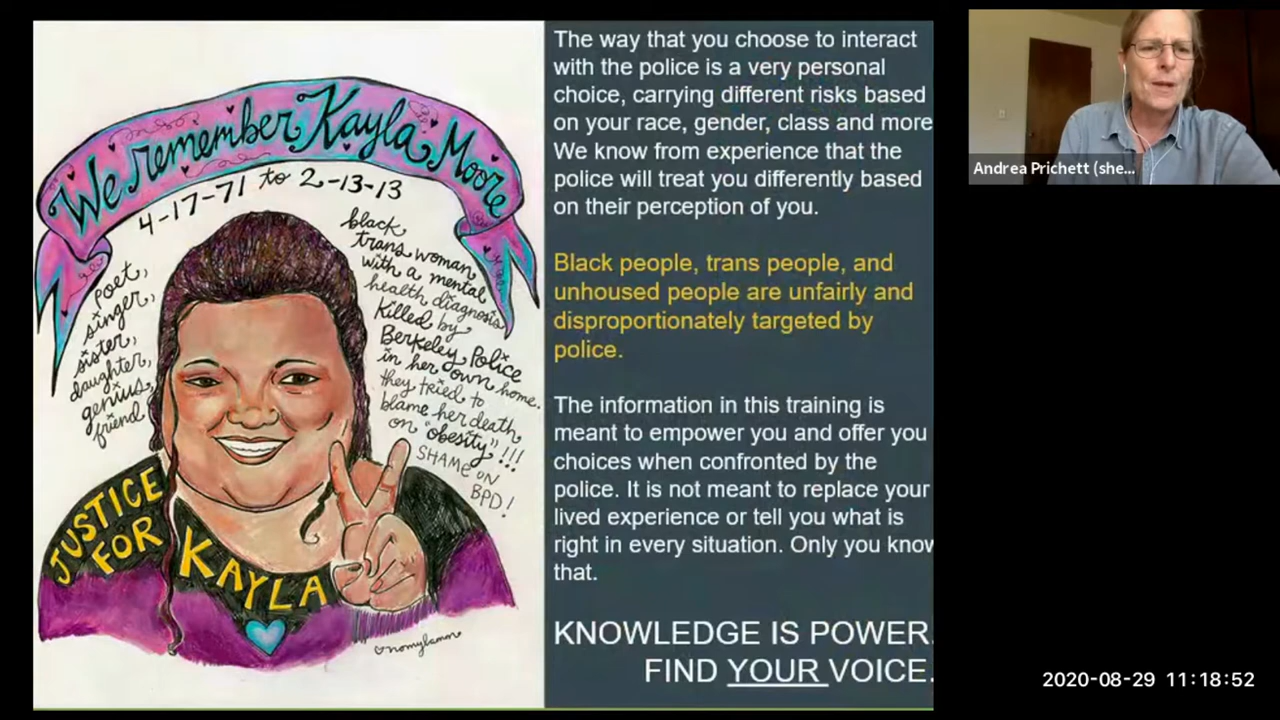 We remember Kayla Moore
4-17-71 to 2-13-13
Poet,
singer,
sister,
daughter,
genius,
friend
black
trans woman
with a mental
health diagnosis
Killed by
Berkeley Police
in her own home.
they tried to
blame her death
on "obesity"!!!
SHAME ON
BPD!
JUSTICE
FOR
KAYLA
nomylamm
The way that you choose to interact
with the police is a very personal
choice, carrying different risks based
on your race, gender, class and more
We know from experience that the
police will treat you differently based
on their perception of you.
Black people, trans people, and
unhoused people are unfairly and
disproportionately targeted by
police.
The information in this training is
meant to empower you and offer you
choices when confronted by the
police. It is not meant to replace your
lived experience or tell you what is
right in every situation. Only you know
that.
KNOWLEDGE IS POWER.
FIND YOUR VOICE.
Andrea Prichett (she...
2020-08-29 11:18:52